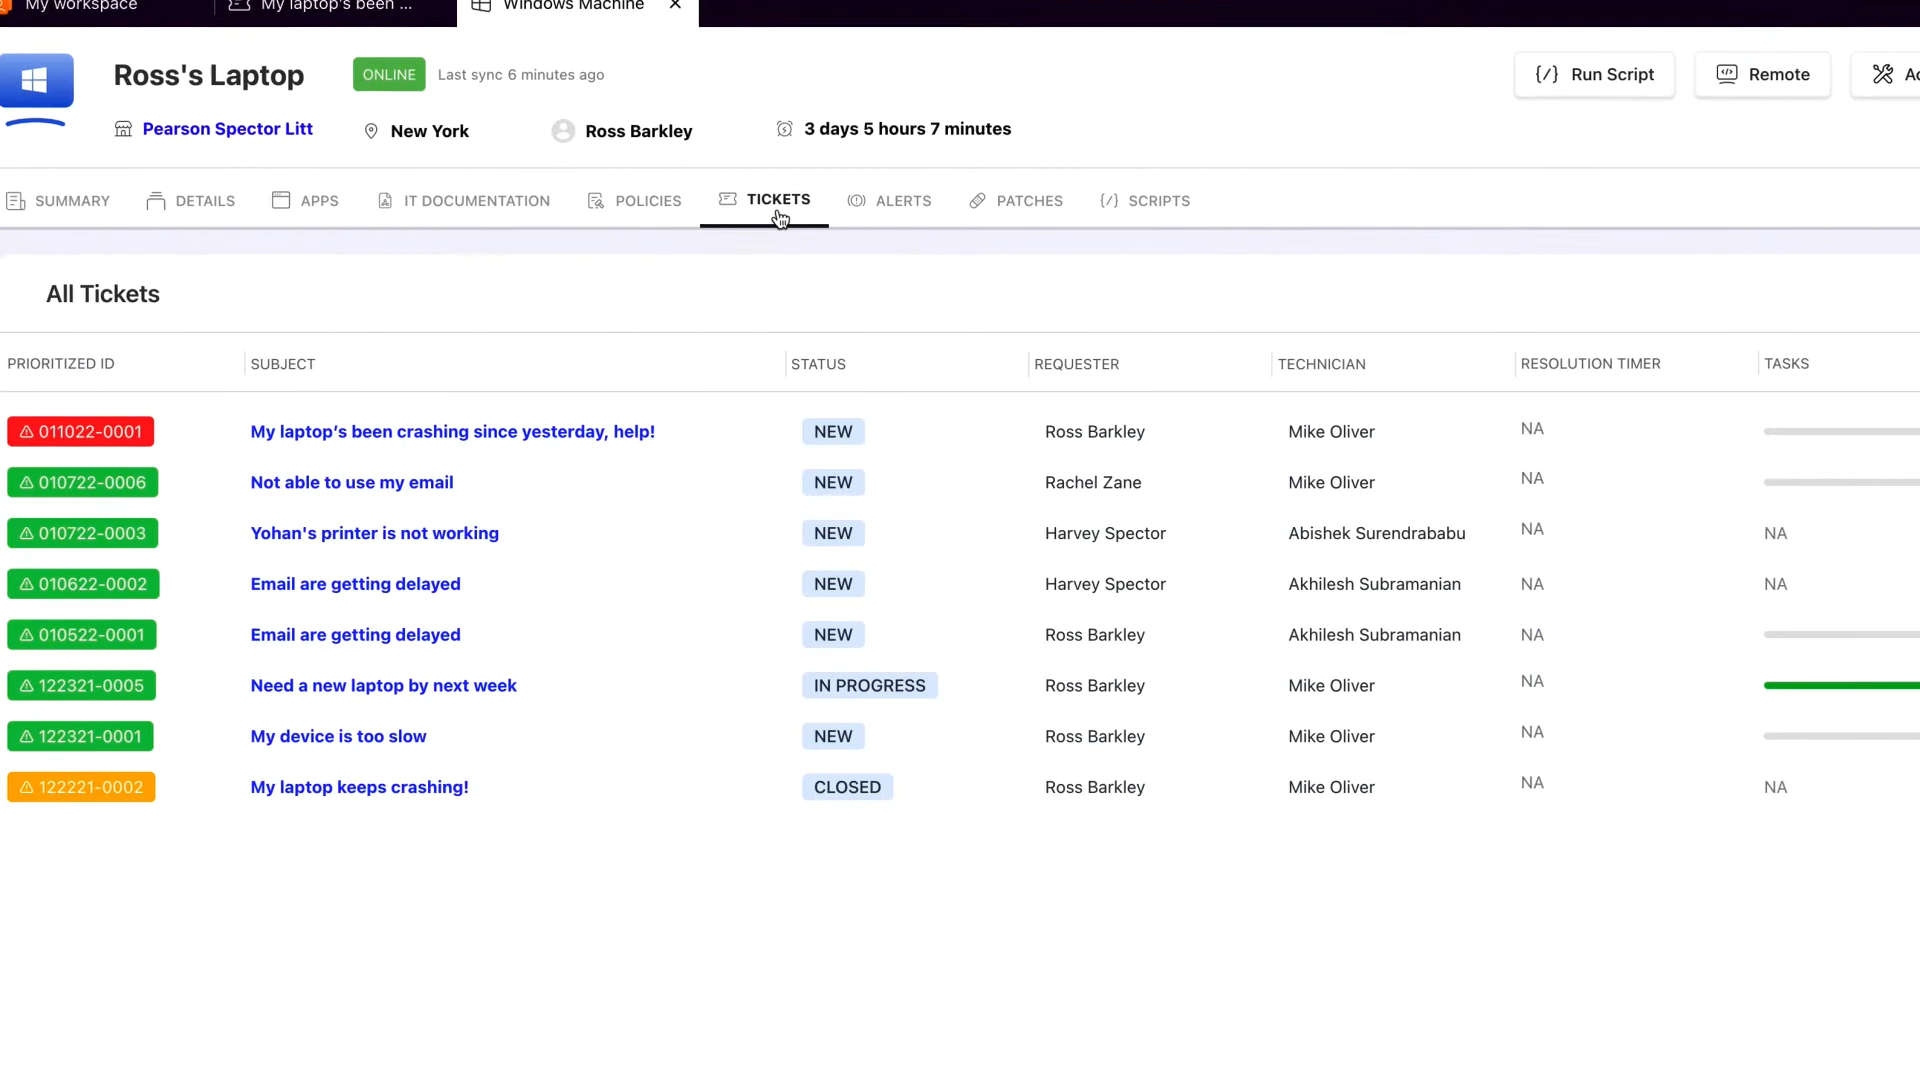 My workspace
My laptop's been ...
Windows Machine
Ross's Laptop
ONLINE
Last sync 6 minutes ago
{/} Run Script
Remote
Pearson Spector Litt
New York
Ross Barkley
3 days 5 hours 7 minutes
SUMMARY
DETAILS
APPS
IT DOCUMENTATION
POLICIES
TICKETS
ALERTS
PATCHES
{/} SCRIPTS
All Tickets
PRIORITIZED ID SUBJECT STATUS REQUESTER TECHNICIAN RESOLUTION TIMER TASKS
011022-0001 My laptop’s been crashing since yesterday, help! NEW Ross Barkley Mike Oliver NA
010722-0006 Not able to use my email NEW Rachel Zane Mike Oliver NA
010722-0003 Yohan's printer is not working NEW Harvey Spector Abishek Surendrababu NA NA
010622-0002 Email are getting delayed NEW Harvey Spector Akhilesh Subramanian NA NA
010522-0001 Email are getting delayed NEW Ross Barkley Akhilesh Subramanian NA
122321-0005 Need a new laptop by next week IN PROGRESS Ross Barkley Mike Oliver NA
122321-0001 My device is too slow NEW Ross Barkley Mike Oliver NA
122221-0002 My laptop keeps crashing! CLOSED Ross Barkley Mike Oliver NA NA